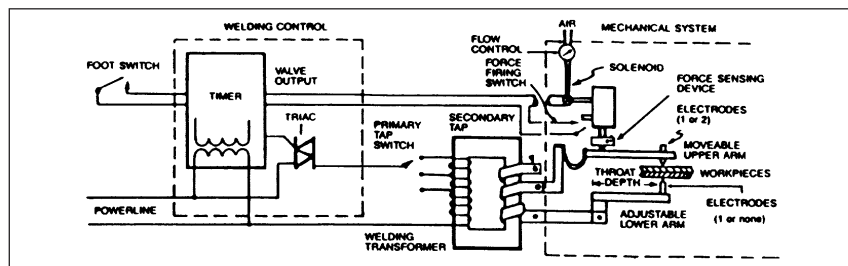 WELDING CONTROL
AIR
MECHANICAL SYSTEM
FLOW
CONTROL
FORCE
FIRING
SWITCH
SOLENOID
FORCE SENSING
DEVICE
FOOT SWITCH
VALVE
OUTPUT
TIMER
TRIAC
PRIMARY
TAP
SWITCH
SECONDARY
TAP
ELECTRODES
(1 or 2)
MOVEABLE
UPPER ARM
THROAT
DEPTH
WORKPIECES
POWERLINE
WELDING
TRANSFORMER
ADJUSTABLE
LOWER ARM
ELECTRODES
(1 or none)